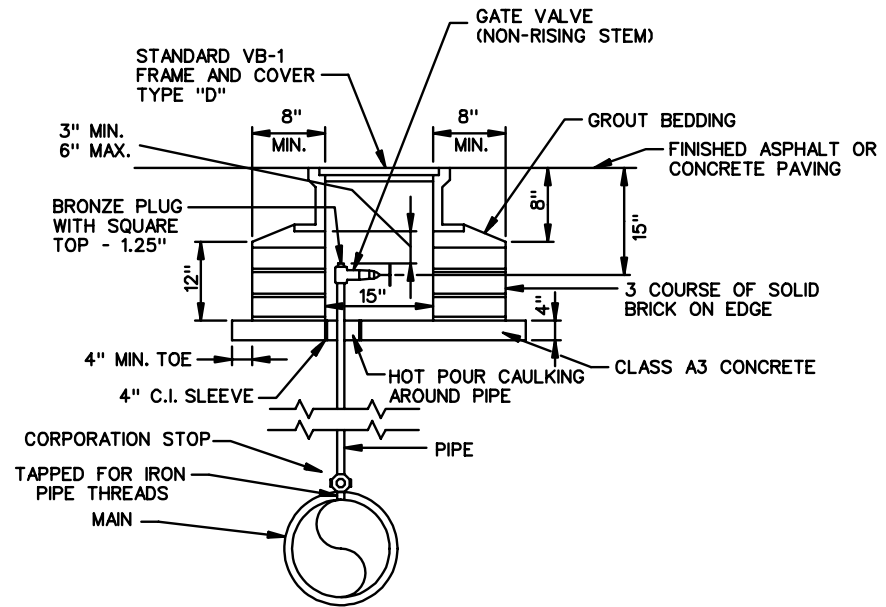 GATE VALVE
(NON-RISING STEM)
STANDARD VB-1
FRAME AND COVER
TYPE "D"
8"
MIN.
8"
MIN.
GROUT BEDDING
3" MIN.
6" MAX.
FINISHED ASPHALT OR
CONCRETE PAVING
BRONZE PLUG
WITH SQUARE
TOP - 1.25"
8"
15"
12"
15"
4"
3 COURSE OF SOLID
BRICK ON EDGE
4" MIN. TOE
4" C.I. SLEEVE
HOT POUR CAULKING
AROUND PIPE
CLASS A3 CONCRETE
CORPORATION STOP
PIPE
TAPPED FOR IRON
PIPE THREADS
MAIN